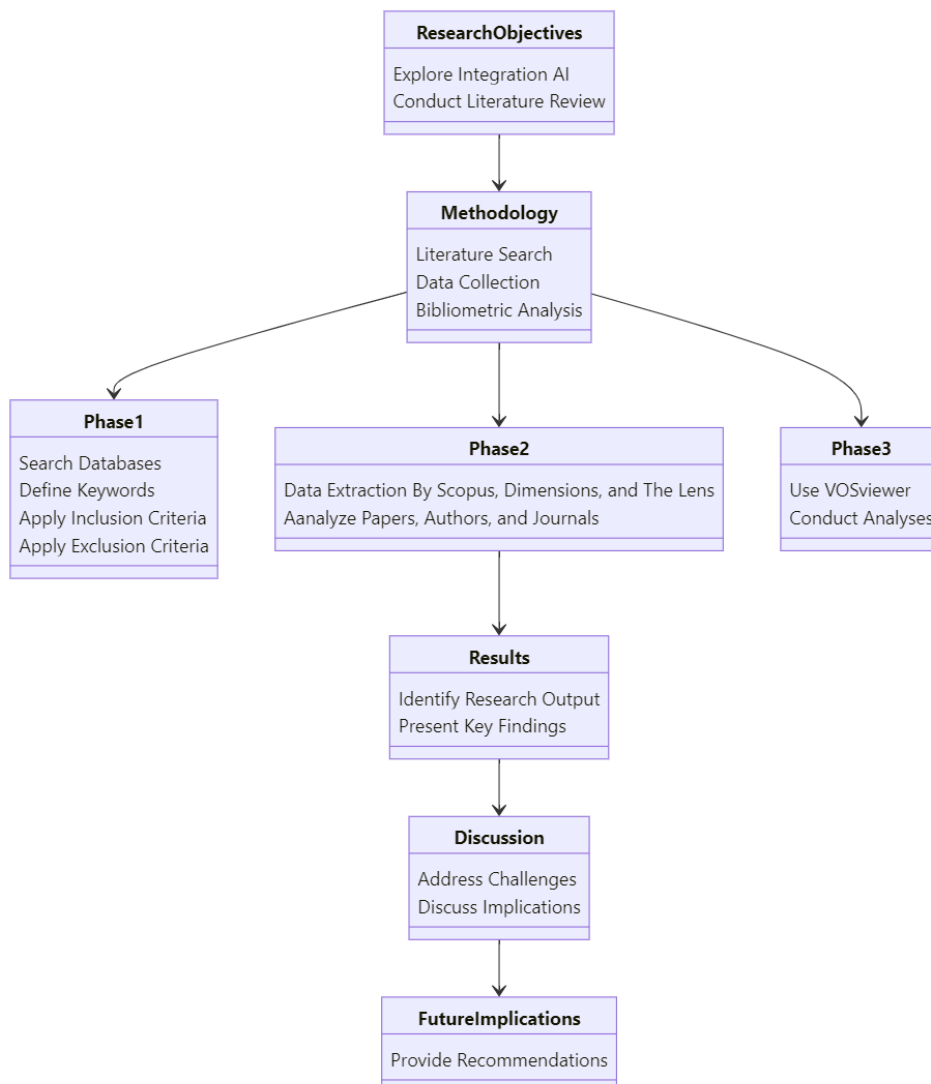 ResearchObjectives
Explore Integration AI
Conduct Literature Review
Methodology
Literature Search
Data Collection
Bibliometric Analysis
Phase1
Search Databases
Define Keywords
Apply Inclusion Criteria
Apply Exclusion Criteria
Phase2
Data Extraction By Scopus, Dimensions, and The Lens
Aanalyze Papers, Authors, and Journals
Phase3
Use VOSviewer
Conduct Analyses
Results
Identify Research Output
Present Key Findings
Discussion
Address Challenges
Discuss Implications
FutureImplications
Provide Recommendations